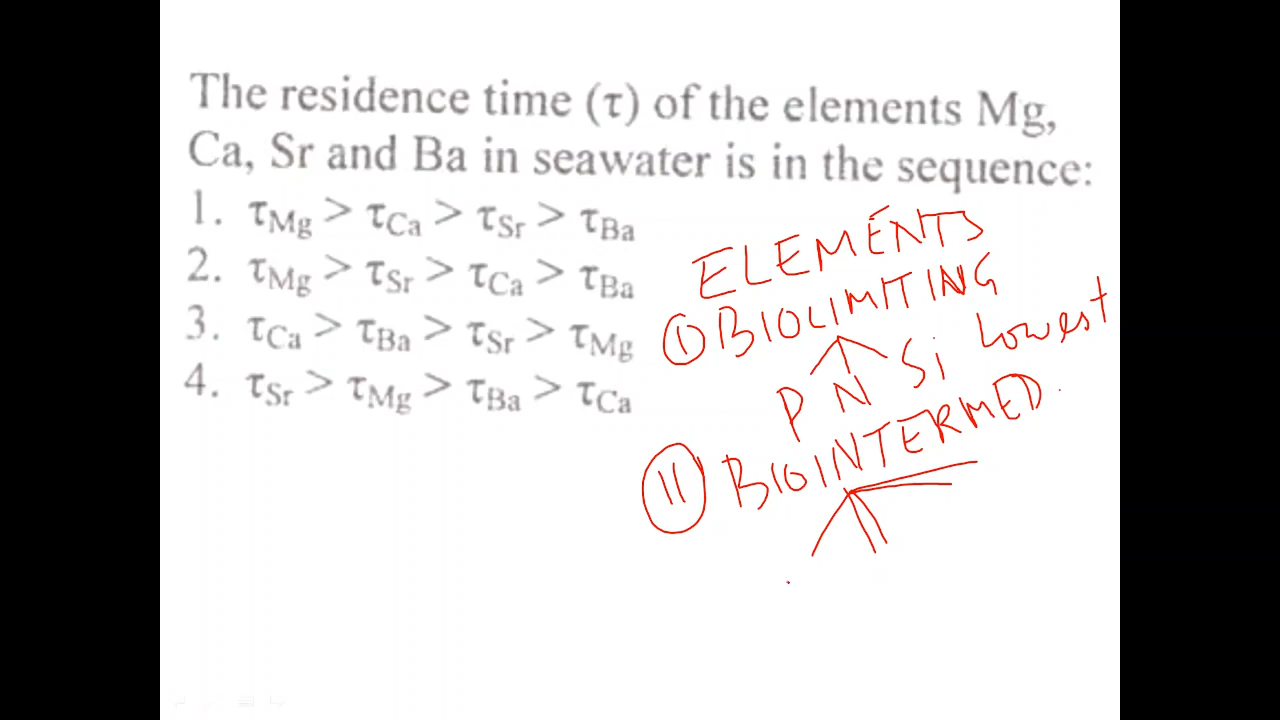 The residence time (τ) of the elements Mg,
Ca, Sr and Ba in seawater is in the sequence:
1. τMg > τCa > τSr > τBa
2. τMg > τSr > τCa > τBa
3. τCa > τBa > τSr > τMg
4. τSr > τMg > τBa > τCa
ELEMENTS
I BIOLIMITING
P N Si Lowest
II BIOINTERMED.